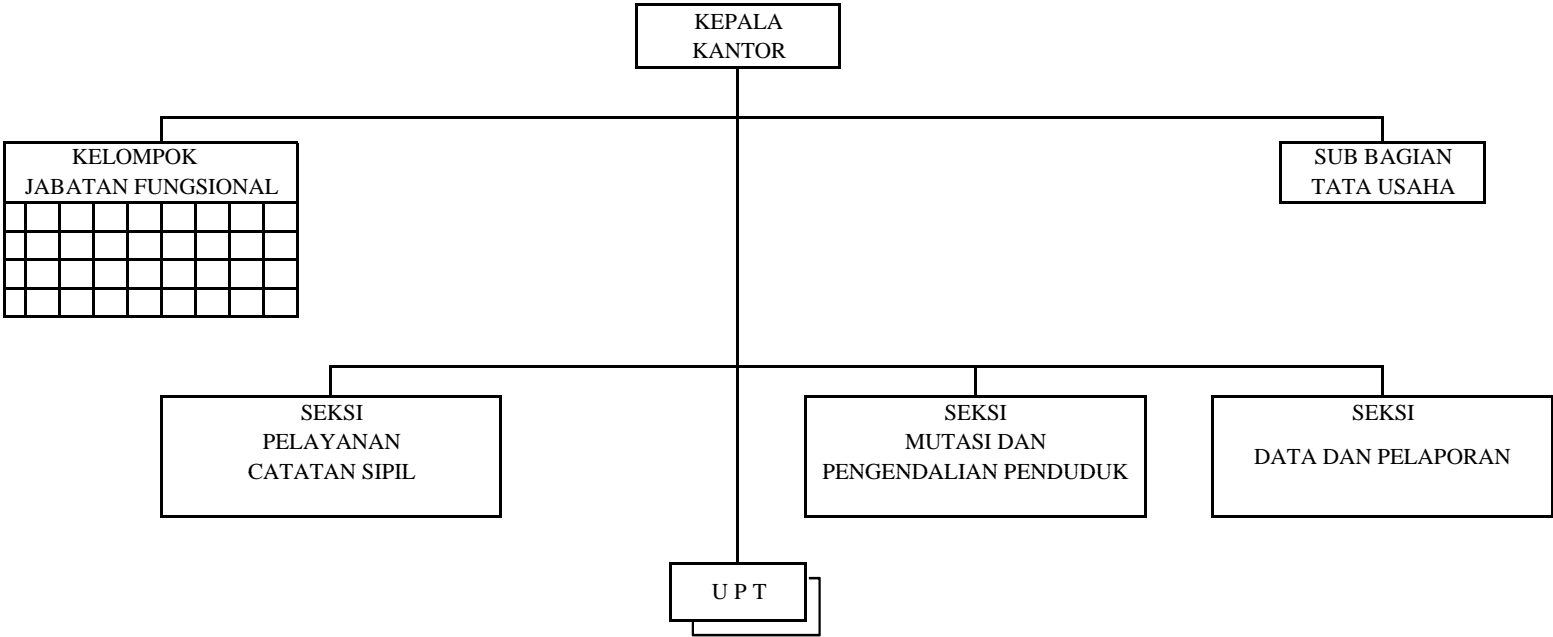 KEPALA
KANTOR
KELOMPOK
JABATAN FUNGSIONAL
SUB BAGIAN
TATA USAHA
SEKSI
PELAYANAN
CATATAN SIPIL
SEKSI
MUTASI DAN
PENGENDALIAN PENDUDUK
SEKSI
DATA DAN PELAPORAN
U P T